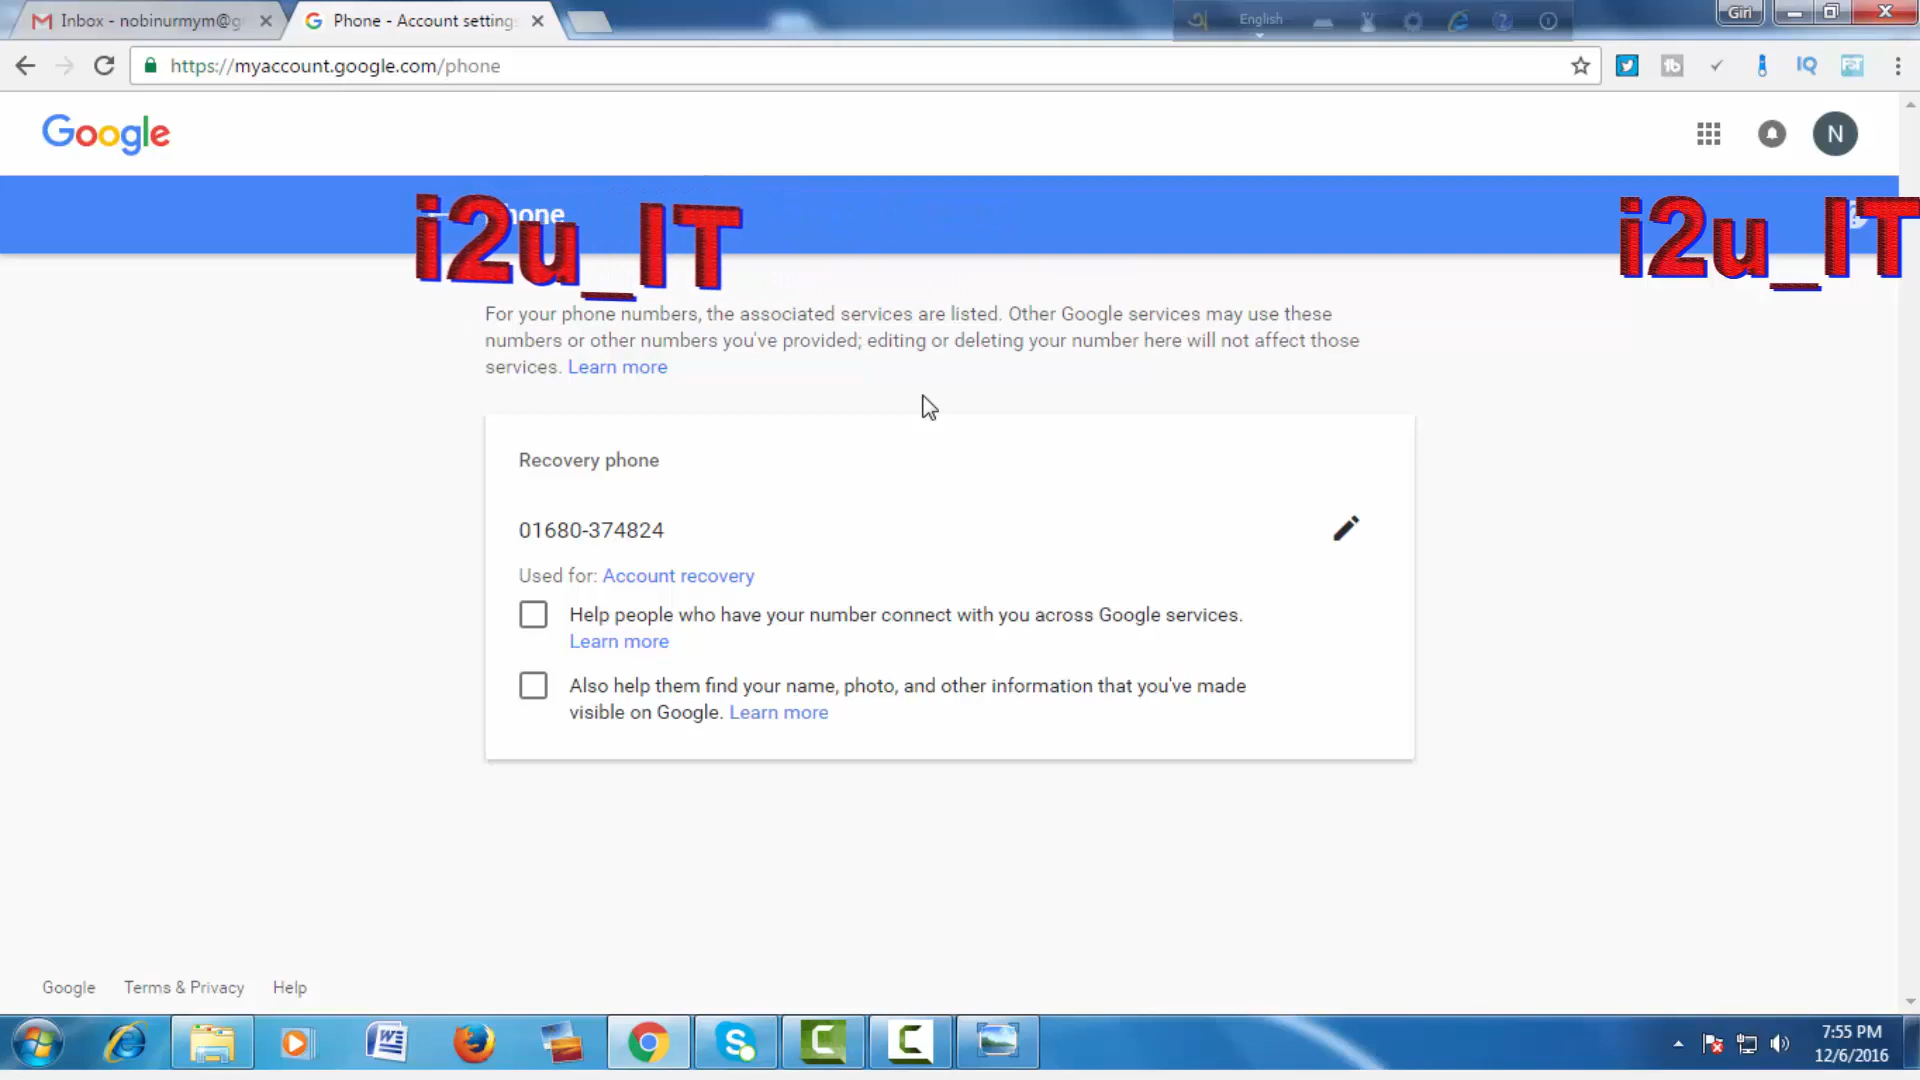 Inbox - nobinurmym@g
Phone - Account settings
English
Girl
https://myaccount.google.com/phone
IQ
Google
N
i2u_IT
i2u_IT
For your phone numbers, the associated services are listed. Other Google services may use these
numbers or other numbers you've provided; editing or deleting your number here will not affect those
services. Learn more
Recovery phone
01680-374824
Used for: Account recovery
Help people who have your number connect with you across Google services.
Learn more
Also help them find your name, photo, and other information that you've made
visible on Google. Learn more
Google Terms & Privacy Help
7:55 PM
12/6/2016